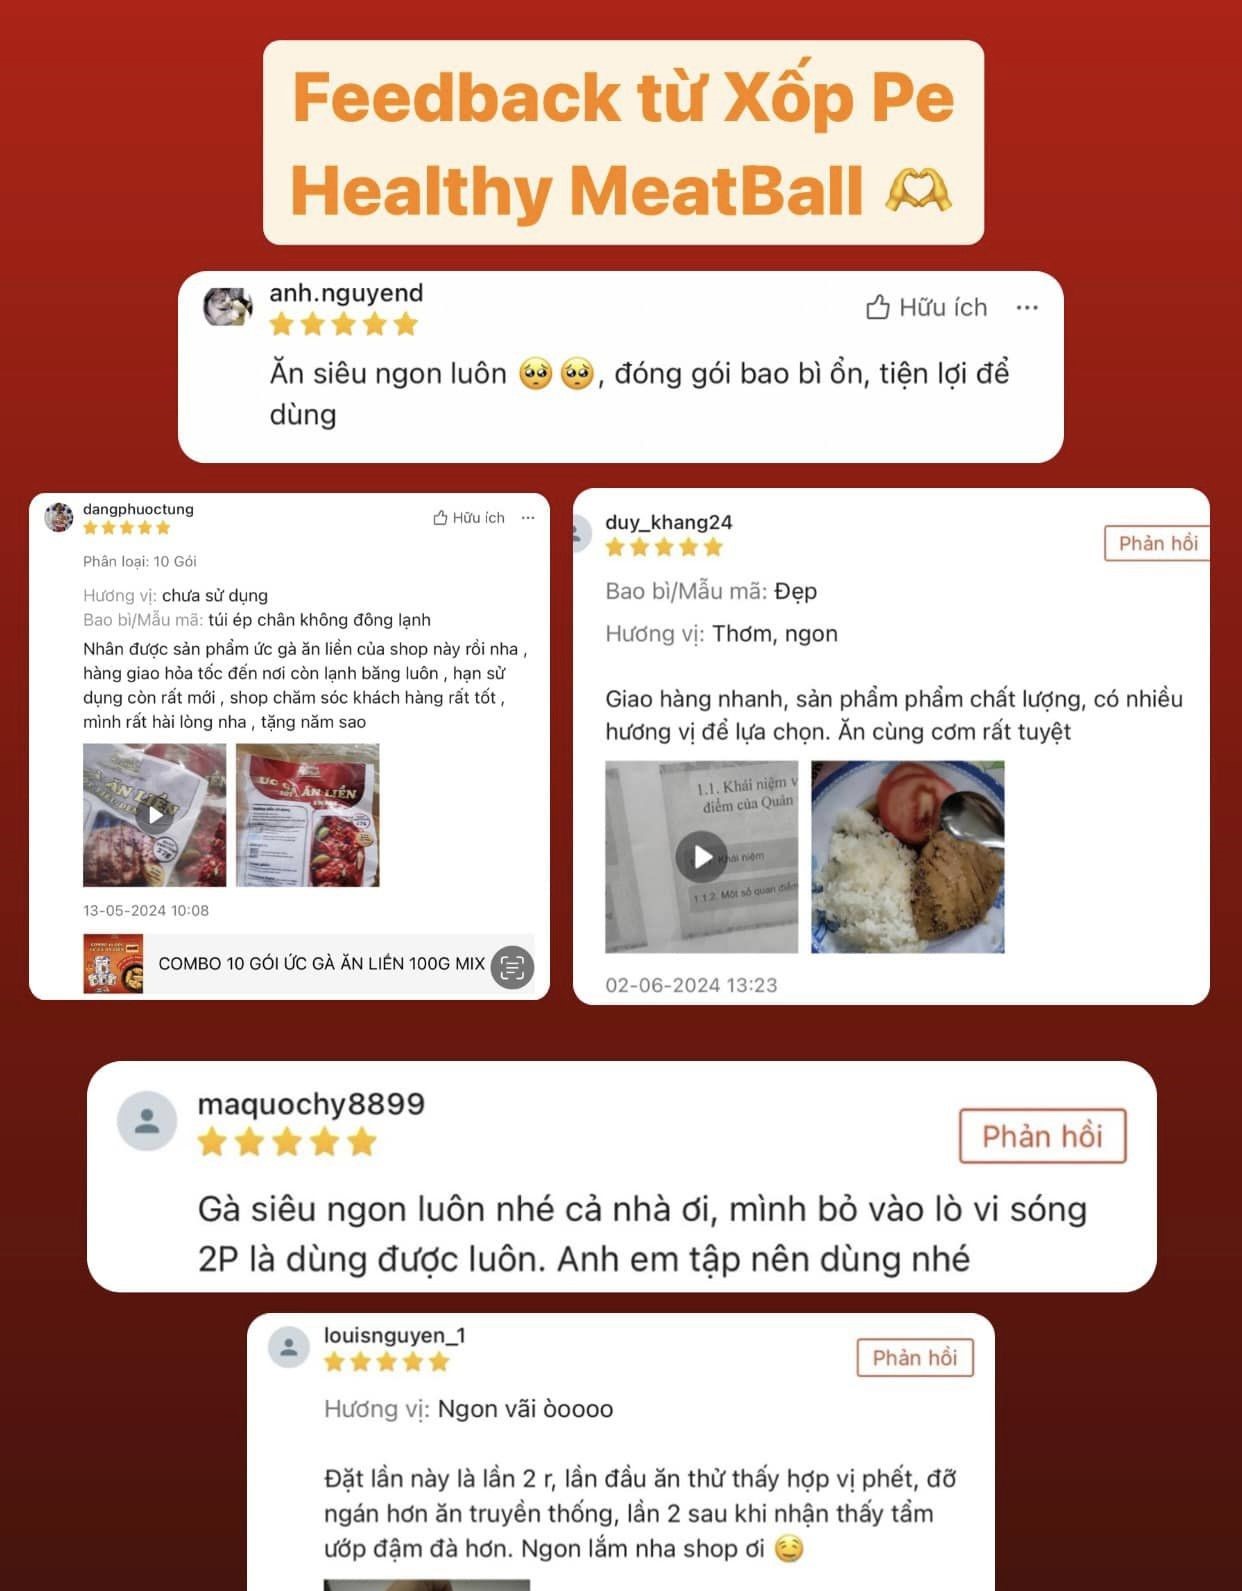 Feedback từ Xốp Pe
Healthy MeatBall 🫶
anh.nguyend
Hữu ích
Ăn siêu ngon luôn 🥺🥺, đóng gói bao bì ổn, tiện lợi để
dùng
dangphuoctung
Hữu ích
Phân loại: 10 Gói
Hương vị: chưa sử dụng
Bao bì/Mẫu mã: túi ép chân không đông lạnh
Nhân được sản phẩm ức gà ăn liền của shop này rồi nha ,
hàng giao hỏa tốc đến nơi còn lạnh băng luôn , hạn sử
dụng còn rất mới , shop chăm sóc khách hàng rất tốt ,
mình rất hài lòng nha , tặng năm sao
ĂN LIỀN
ỨC GÀ
ĂN LIỀN
13-05-2024 10:08
COMBO 10 GÓI ỨC GÀ ĂN LIỀN 100G MIX
duy_khang24
Phản hồi
Bao bì/Mẫu mã: Đẹp
Hương vị: Thơm, ngon
Giao hàng nhanh, sản phẩm phẩm chất lượng, có nhiều
hương vị để lựa chọn. Ăn cùng cơm rất tuyệt
1.1. Khái niệm v
điểm của Quản
Khái niệm
1.1.2. Một số quan điểm
02-06-2024 13:23
maquochy8899
Phản hồi
Gà siêu ngon luôn nhé cả nhà ơi, mình bỏ vào lò vi sóng
2P là dùng được luôn. Anh em tập nên dùng nhé
louisnguyen_1
Phản hồi
Hương vị: Ngon vãi òoooo
Đặt lần này là lần 2 r, lần đầu ăn thử thấy hợp vị phết, đỡ
ngán hơn ăn truyền thống, lần 2 sau khi nhận thấy tẩm
ướp đậm đà hơn. Ngon lắm nha shop ơi 🤤